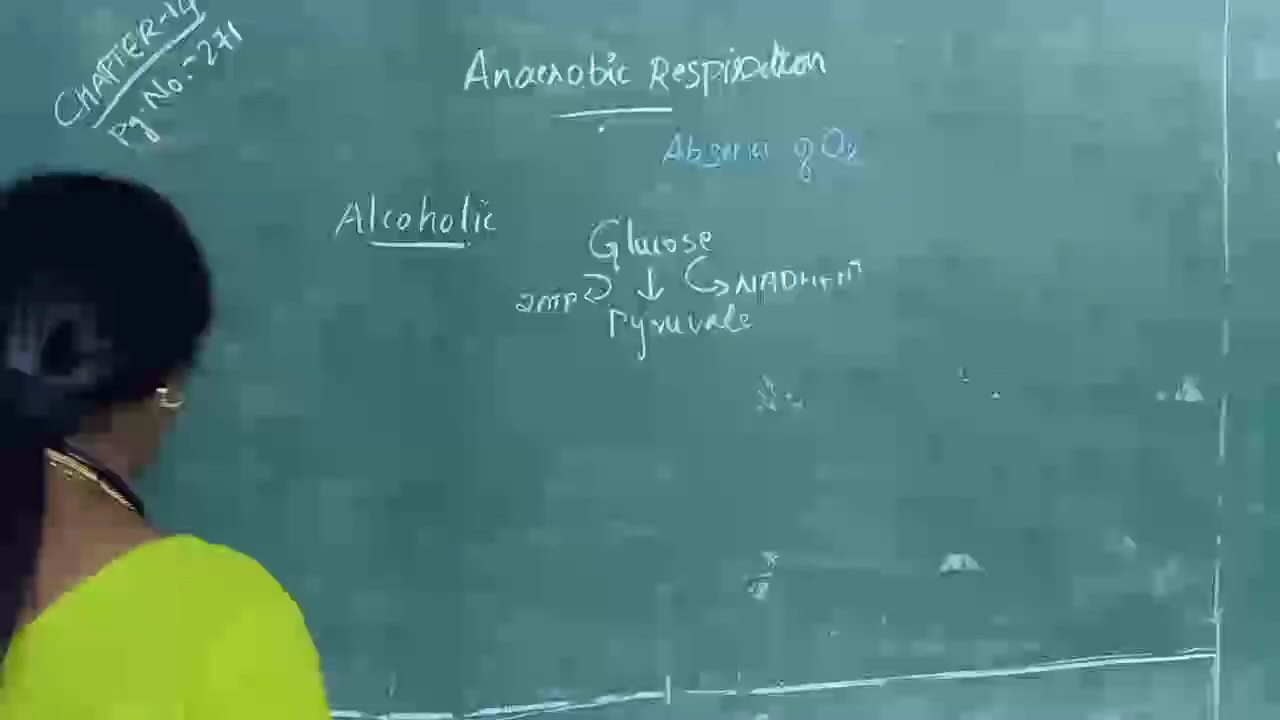 CHAPTER-14
Pg.No:-271
Anaerobic Respiration
Absence of O₂
Alcoholic
Glucose
2ATP NADH+H⁺
Pyruvate